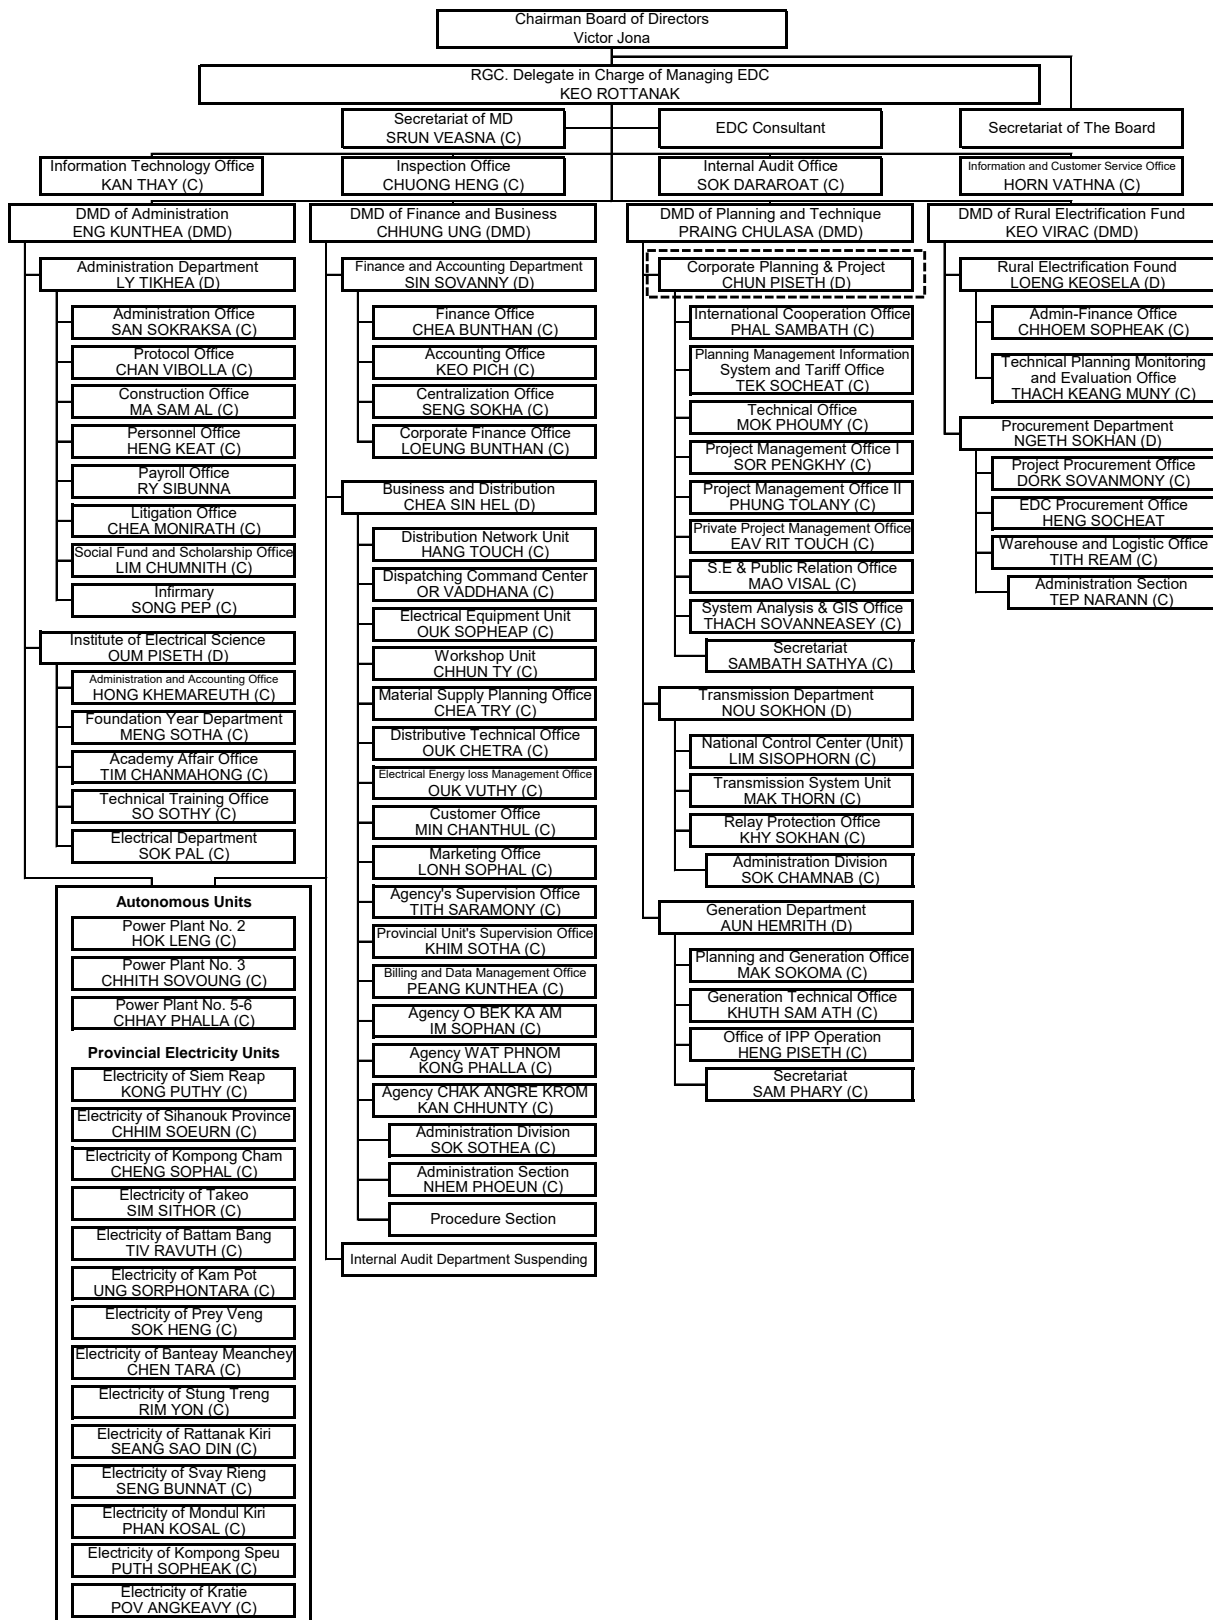 Chairman Board of Directors
Victor Jona
RGC. Delegate in Charge of Managing EDC
KEO ROTTANAK
Secretariat of MD
SRUN VEASNA (C)
EDC Consultant
Secretariat of The Board
Information Technology Office
KAN THAY (C)
Inspection Office
CHUONG HENG (C)
Internal Audit Office
SOK DARAROAT (C)
Information and Customer Service Office
HORN VATHNA (C)
DMD of Administration
ENG KUNTHEA (DMD)
Administration Department
LY TIKHEA (D)
Administration Office
SAN SOKRAKSA (C)
Protocol Office
CHAN VIBOLLA (C)
Construction Office
MA SAM AL (C)
Personnel Office
HENG KEAT (C)
Payroll Office
RY SIBUNNA
Litigation Office
CHEA MONIRATH (C)
Social Fund and Scholarship Office
LIM CHUMNITH (C)
Infirmary
SONG PEP (C)
Institute of Electrical Science
OUM PISETH (D)
Administration and Accounting Office
HONG KHEMAREUTH (C)
Foundation Year Department
MENG SOTHA (C)
Academy Affair Office
TIM CHANMAHONG (C)
Technical Training Office
SO SOTHY (C)
Electrical Department
SOK PAL (C)
Autonomous Units
Power Plant No. 2
HOK LENG (C)
Power Plant No. 3
CHHITH SOVOUNG (C)
Power Plant No. 5-6
CHHAY PHALLA (C)
Provincial Electricity Units
Electricity of Siem Reap
KONG PUTHY (C)
Electricity of Sihanouk Province
CHHIM SOEURN (C)
Electricity of Kompong Cham
CHENG SOPHAL (C)
Electricity of Takeo
SIM SITHOR (C)
Electricity of Battam Bang
TIV RAVUTH (C)
Electricity of Kam Pot
UNG SORPHONTARA (C)
Electricity of Prey Veng
SOK HENG (C)
Electricity of Banteay Meanchey
CHEN TARA (C)
Electricity of Stung Treng
RIM YON (C)
Electricity of Rattanak Kiri
SEANG SAO DIN (C)
Electricity of Svay Rieng
SENG BUNNAT (C)
Electricity of Mondul Kiri
PHAN KOSAL (C)
Electricity of Kompong Speu
PUTH SOPHEAK (C)
Electricity of Kratie
POV ANGKEAVY (C)
DMD of Finance and Business
CHHUNG UNG (DMD)
Finance and Accounting Department
SIN SOVANNY (D)
Finance Office
CHEA BUNTHAN (C)
Accounting Office
KEO PICH (C)
Centralization Office
SENG SOKHA (C)
Corporate Finance Office
LOEUNG BUNTHAN (C)
Business and Distribution
CHEA SIN HEL (D)
Distribution Network Unit
HANG TOUCH (C)
Dispatching Command Center
OR VADDHANA (C)
Electrical Equipment Unit
OUK SOPHEAP (C)
Workshop Unit
CHHUN TY (C)
Material Supply Planning Office
CHEA TRY (C)
Distributive Technical Office
OUK CHETRA (C)
Electrical Energy loss Management Office
OUK VUTHY (C)
Customer Office
MIN CHANTHUL (C)
Marketing Office
LONH SOPHAL (C)
Agency's Supervision Office
TITH SARAMONY (C)
Provincial Unit's Supervision Office
KHIM SOTHA (C)
Billing and Data Management Office
PEANG KUNTHEA (C)
Agency O BEK KA AM
IM SOPHAN (C)
Agency WAT PHNOM
KONG PHALLA (C)
Agency CHAK ANGRE KROM
KAN CHHUNTY (C)
Administration Division
SOK SOTHEA (C)
Administration Section
NHEM PHOEUN (C)
Procedure Section
Internal Audit Department Suspending
DMD of Planning and Technique
PRAING CHULASA (DMD)
Corporate Planning & Project
CHUN PISETH (D)
International Cooperation Office
PHAL SAMBATH (C)
Planning Management Information
System and Tariff Office
TEK SOCHEAT (C)
Technical Office
MOK PHOUMY (C)
Project Management Office I
SOR PENGKHY (C)
Project Management Office II
PHUNG TOLANY (C)
Private Project Management Office
EAV RIT TOUCH (C)
S.E & Public Relation Office
MAO VISAL (C)
System Analysis & GIS Office
THACH SOVANNEASEY (C)
Secretariat
SAMBATH SATHYA (C)
Transmission Department
NOU SOKHON (D)
National Control Center (Unit)
LIM SISOPHORN (C)
Transmission System Unit
MAK THORN (C)
Relay Protection Office
KHY SOKHAN (C)
Administration Division
SOK CHAMNAB (C)
Generation Department
AUN HEMRITH (D)
Planning and Generation Office
MAK SOKOMA (C)
Generation Technical Office
KHUTH SAM ATH (C)
Office of IPP Operation
HENG PISETH (C)
Secretariat
SAM PHARY (C)
DMD of Rural Electrification Fund
KEO VIRAC (DMD)
Rural Electrification Found
LOENG KEOSELA (D)
Admin-Finance Office
CHHOEM SOPHEAK (C)
Technical Planning Monitoring
and Evaluation Office
THACH KEANG MUNY (C)
Procurement Department
NGETH SOKHAN (D)
Project Procurement Office
DORK SOVANMONY (C)
EDC Procurement Office
HENG SOCHEAT
Warehouse and Logistic Office
TITH REAM (C)
Administration Section
TEP NARANN (C)